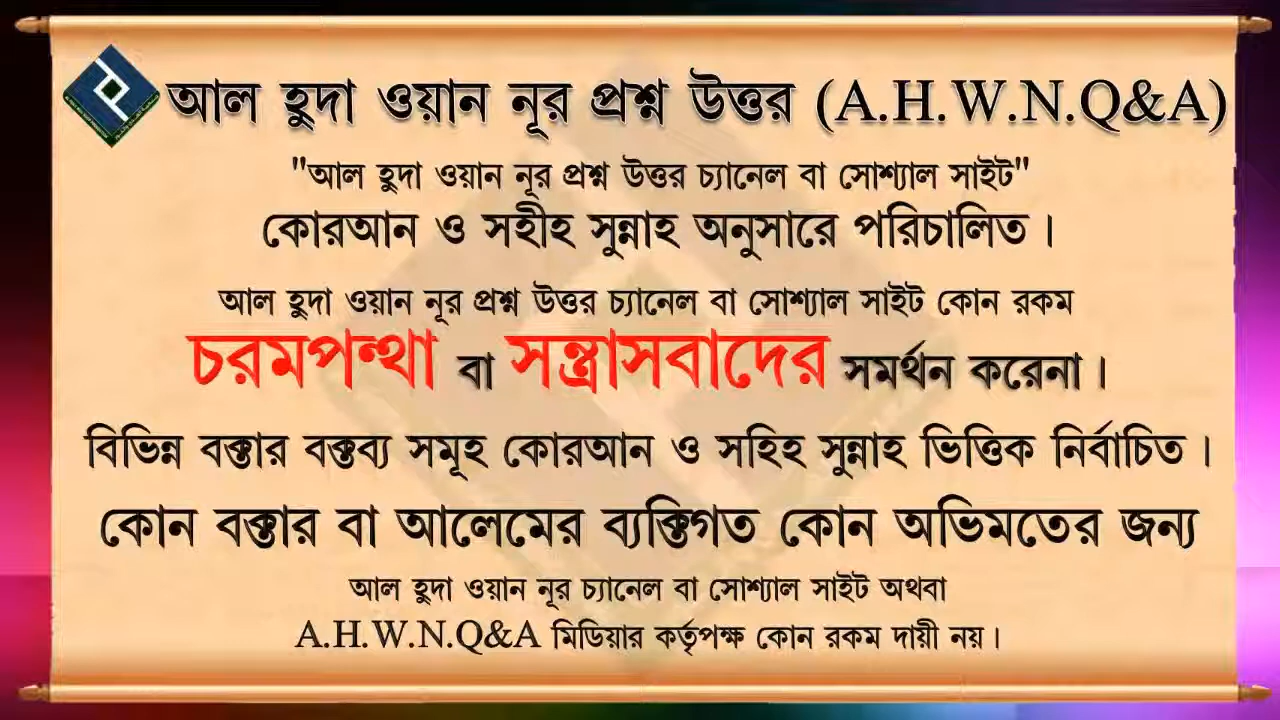 আল হুদা ওয়ান নূর প্রশ্ন উত্তর (A.H.W.N.Q&A)
"আল হুদা ওয়ান নূর প্রশ্ন উত্তর চ্যানেল বা সোশ্যাল সাইট"
কোরআন ও সহীহ সুন্নাহ অনুসারে পরিচালিত।
আল হুদা ওয়ান নূর প্রশ্ন উত্তর চ্যানেল বা সোশ্যাল সাইট কোন রকম
চরমপন্থা বা সন্ত্রাসবাদের সমর্থন করেনা।
বিভিন্ন বক্তার বক্তব্য সমূহ কোরআন ও সহিহ সুন্নাহ ভিত্তিক নির্বাচিত।
কোন বক্তার বা আলেমের ব্যক্তিগত কোন অভিমতের জন্য
আল হুদা ওয়ান নূর চ্যানেল বা সোশ্যাল সাইট অথবা
A.H.W.N.Q&A মিডিয়ার কর্তৃপক্ষ কোন রকম দায়ী নয়।